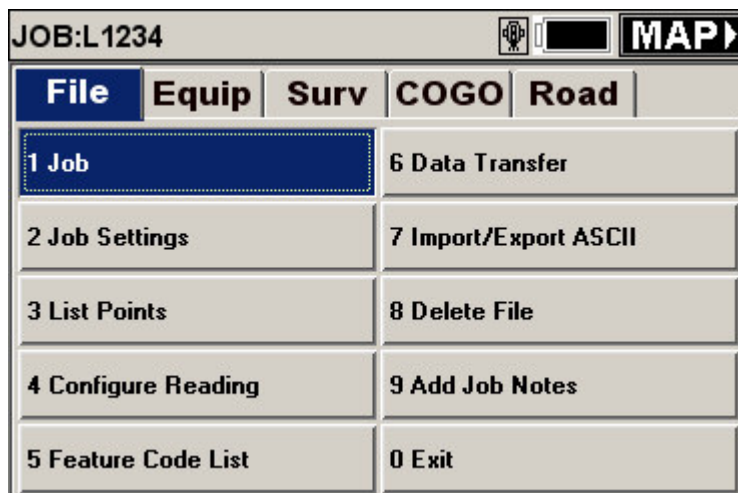 JOB:L1234 MAP
File Equip Surv COGO Road
1 Job
2 Job Settings
3 List Points
4 Configure Reading
5 Feature Code List
6 Data Transfer
7 Import/Export ASCII
8 Delete File
9 Add Job Notes
0 Exit